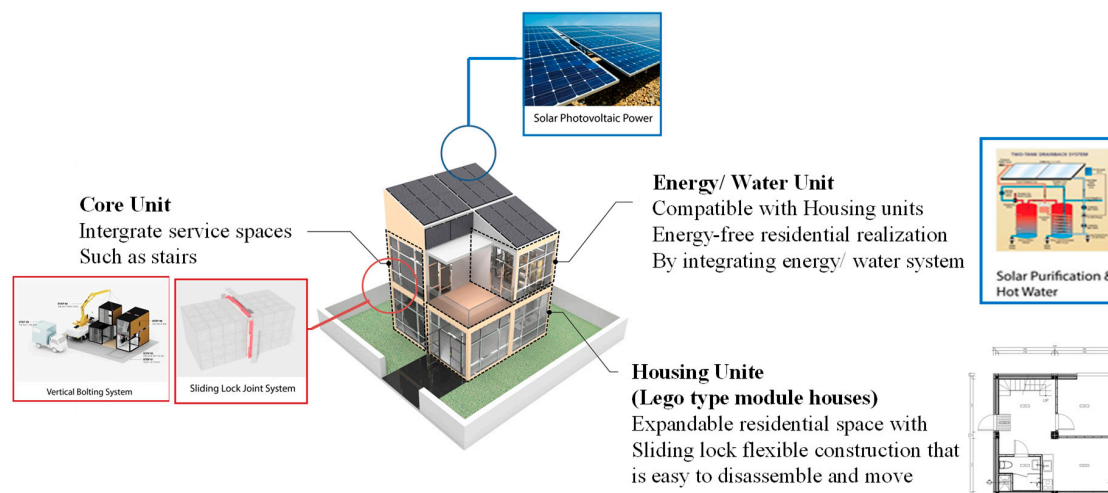 Solar Photovoltaic Power
Core Unit
Intergrate service spaces
Such as stairs
Energy/ Water Unit
Compatible with Housing units
Energy-free residential realization
By integrating energy/ water system
TWO-TANK DRAINBACK SYSTEM
Solar Purification &
Hot Water
Vertical Bolting System
Sliding Lock Joint System
Housing Unite
(Lego type module houses)
Expandable residential space with
Sliding lock flexible construction that
is easy to disassemble and move
UP